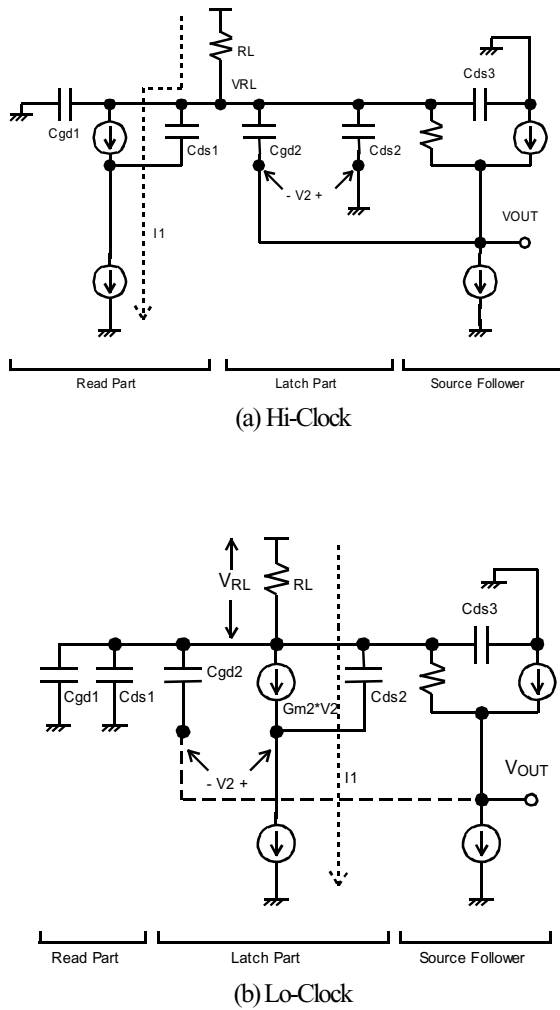 RL
VRL
Cds3
Cgd1
Cds1
Cgd2
Cds2
- V2 +
I1
VOUT
Read Part
Latch Part
Source Follower
(a) Hi-Clock
VRL
RL
Cds3
Cgd1
Cds1
Cgd2
Gm2*V2
Cds2
- V2 +
I1
VOUT
Read Part
Latch Part
Source Follower
(b) Lo-Clock